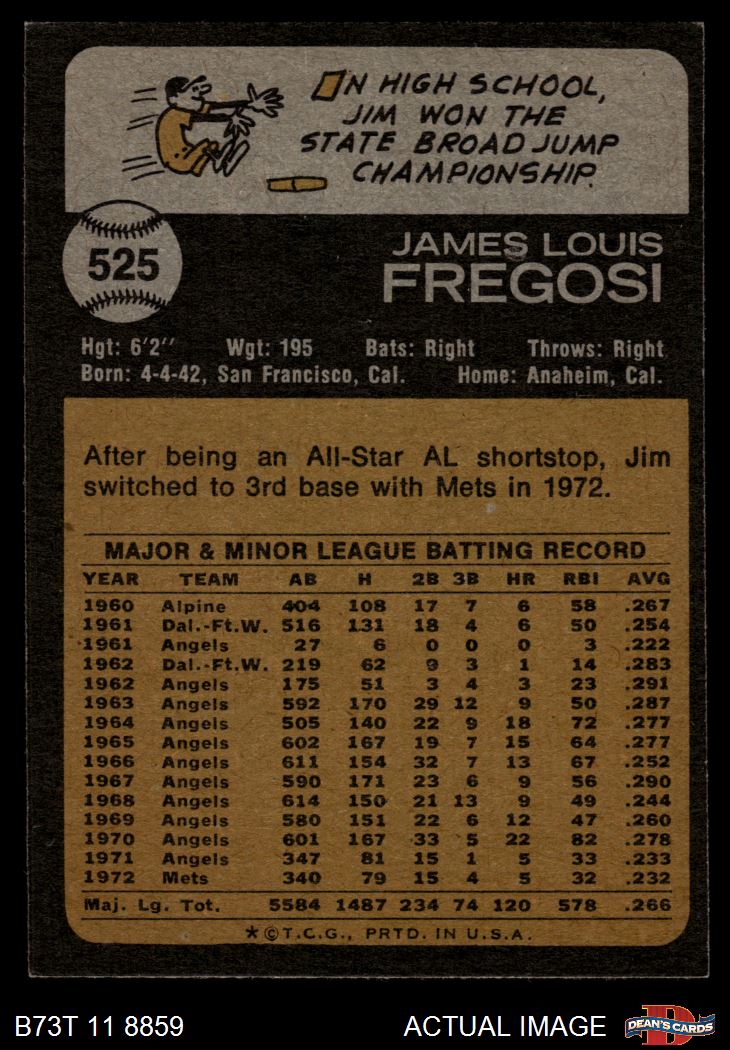 IN HIGH SCHOOL,
JIM WON THE
STATE BROAD JUMP
CHAMPIONSHIP.
525
JAMES LOUIS
FREGOSI
Hgt: 6'2" Wgt: 195 Bats: Right Throws: Right
Born: 4-4-42, San Francisco, Cal. Home: Anaheim, Cal.
After being an All-Star AL shortstop, Jim
switched to 3rd base with Mets in 1972.
MAJOR & MINOR LEAGUE BATTING RECORD
YEAR TEAM AB H 2B 3B HR RBI AVG
1960 Alpine 404 108 17 7 6 58 .267
1961 Dal.-Ft.W. 516 131 18 4 6 50 .254
1961 Angels 27 6 0 0 0 3 .222
1962 Dal.-Ft.W. 219 62 9 3 1 14 .283
1962 Angels 175 51 3 4 3 23 .291
1963 Angels 592 170 29 12 9 50 .287
1964 Angels 505 140 22 9 18 72 .277
1965 Angels 602 167 19 7 15 64 .277
1966 Angels 611 154 32 7 13 67 .252
1967 Angels 590 171 23 6 9 56 .290
1968 Angels 614 150 21 13 9 49 .244
1969 Angels 580 151 22 6 12 47 .260
1970 Angels 601 167 33 5 22 82 .278
1971 Angels 347 81 15 1 5 33 .233
1972 Mets 340 79 15 4 5 32 .232
Maj. Lg. Tot. 5584 1487 234 74 120 578 .266
★©T.C.G., PRTD. IN U.S.A.
B73T 11 8859 ACTUAL IMAGE
D
DEAN'S CARDS